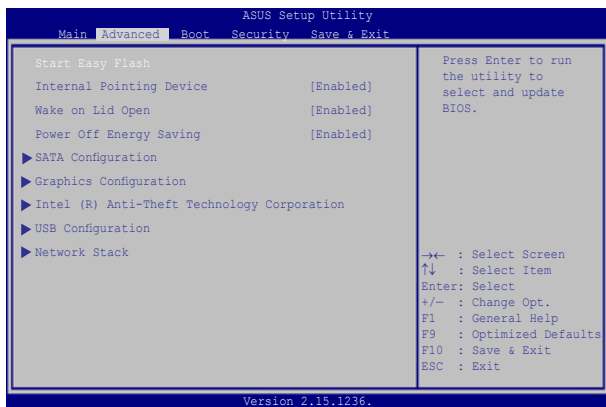 ASUS Setup Utility
Main Advanced Boot Security Save & Exit
Start Easy Flash
Internal Pointing Device [Enabled]
Wake on Lid Open [Enabled]
Power Off Energy Saving [Enabled]
SATA Configuration
Graphics Configuration
Intel (R) Anti-Theft Technology Corporation
USB Configuration
Network Stack
Press Enter to run
the utility to
select and update
BIOS.
→← : Select Screen
↑↓ : Select Item
Enter: Select
+/— : Change Opt.
F1 : General Help
F9 : Optimized Defaults
F10 : Save & Exit
ESC : Exit
Version 2.15.1236.